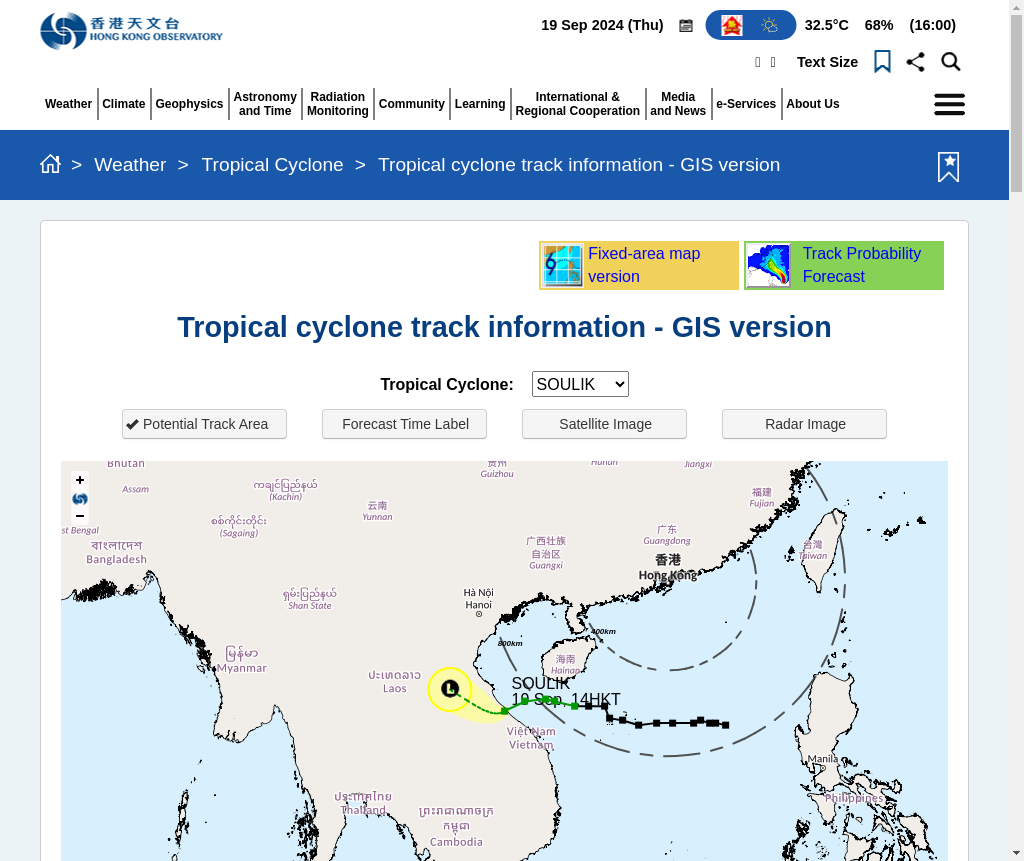 香港天文台
HONG KONG OBSERVATORY
19 Sep 2024 (Thu)
32.5°C 68% (16:00)
Text Size
Weather
Climate
Geophysics
Astronomy
and Time
Radiation
Monitoring
Community
Learning
International &
Regional Cooperation
Media
and News
e-Services
About Us
> Weather > Tropical Cyclone > Tropical cyclone track information - GIS version
Fixed-area map
version
Track Probability
Forecast
Tropical cyclone track information - GIS version
Tropical Cyclone: SOULIK
Potential Track Area
Forecast Time Label
Satellite Image
Radar Image
+
−
Bhutan
Assam
st Bengal
বাংলাদেশ
Bangladesh
ကချင်ပြည်နယ်
(Kachin)
စစ်ကိုင်းတိုင်း
(Sagaing)
云南
Yunnan
贵州
Guizhou
Hunan
Jiangxi
福建
Fujian
广西壮族
自治区
Guangxi
广东
Guangdong
香港
Hong Kong
台灣
Taiwan
ရှမ်းပြည်နယ်
Shan State
Hà Nội
Hanoi
မြန်မာ
Myanmar
ປະເທດລາວ
Laos
800km
400km
海南
Hainan
SOULIK
19 Sep, 14HKT
L
Việt Nam
Vietnam
Manila
Philippines
ประเทศไทย
Thailand
ព្រះរាជាណាចក្រ
កម្ពុជា
Cambodia